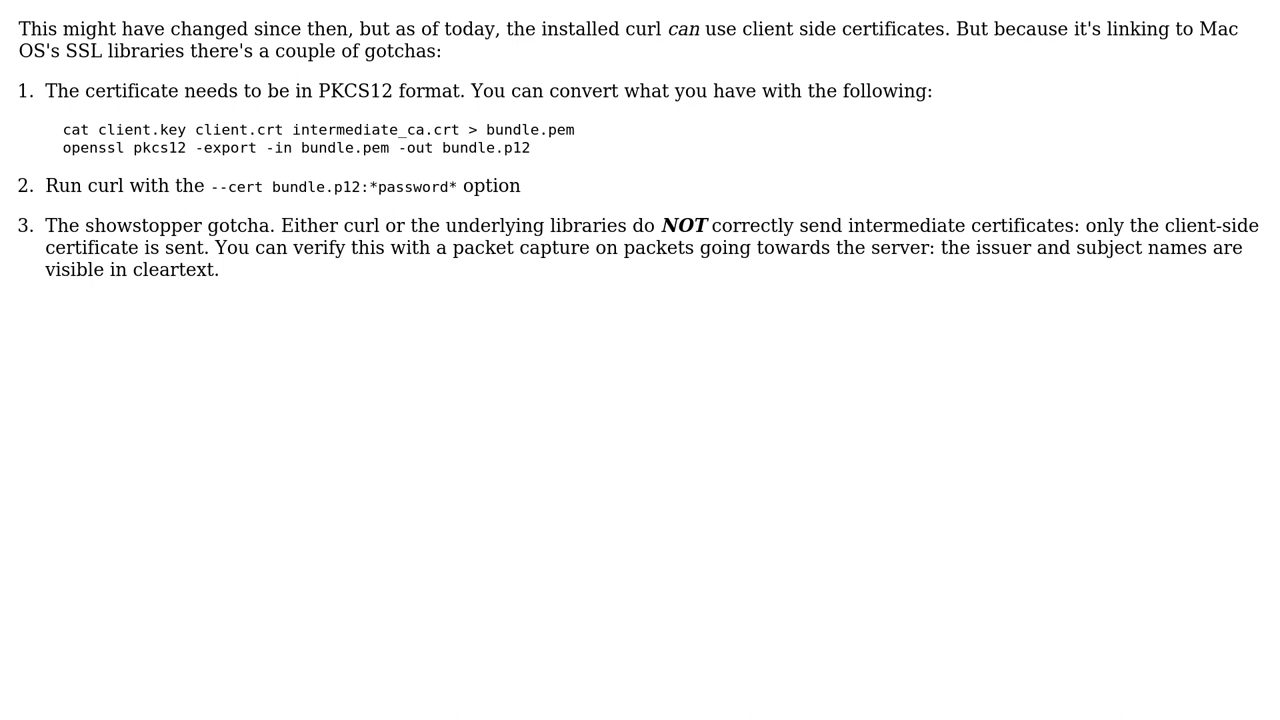 This might have changed since then, but as of today, the installed curl can use client side certificates. But because it's linking to Mac
OS's SSL libraries there's a couple of gotchas:
1. The certificate needs to be in PKCS12 format. You can convert what you have with the following:
cat client.key client.crt intermediate_ca.crt > bundle.pem
openssl pkcs12 -export -in bundle.pem -out bundle.p12
2. Run curl with the --cert bundle.p12:*password* option
3. The showstopper gotcha. Either curl or the underlying libraries do NOT correctly send intermediate certificates: only the client-side
certificate is sent. You can verify this with a packet capture on packets going towards the server: the issuer and subject names are
visible in cleartext.